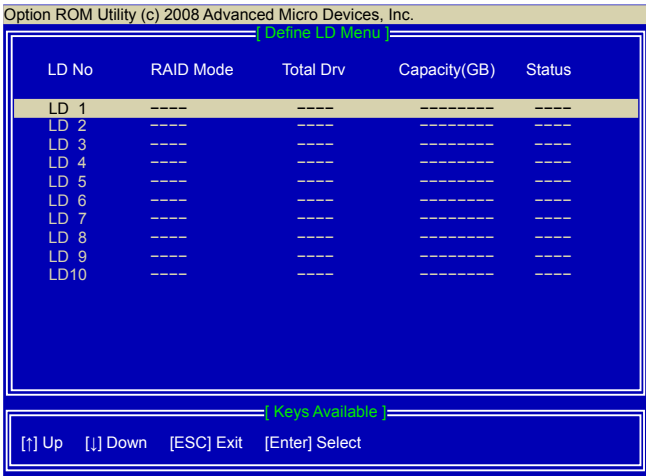 Option ROM Utility (c) 2008 Advanced Micro Devices, Inc.
[ Define LD Menu ]
LD No RAID Mode Total Drv Capacity(GB) Status
LD 1 ---- ---- -------- ----
LD 2 ---- ---- -------- ----
LD 3 ---- ---- -------- ----
LD 4 ---- ---- -------- ----
LD 5 ---- ---- -------- ----
LD 6 ---- ---- -------- ----
LD 7 ---- ---- -------- ----
LD 8 ---- ---- -------- ----
LD 9 ---- ---- -------- ----
LD10 ---- ---- -------- ----
[ Keys Available ]
[↑] Up [↓] Down [ESC] Exit [Enter] Select